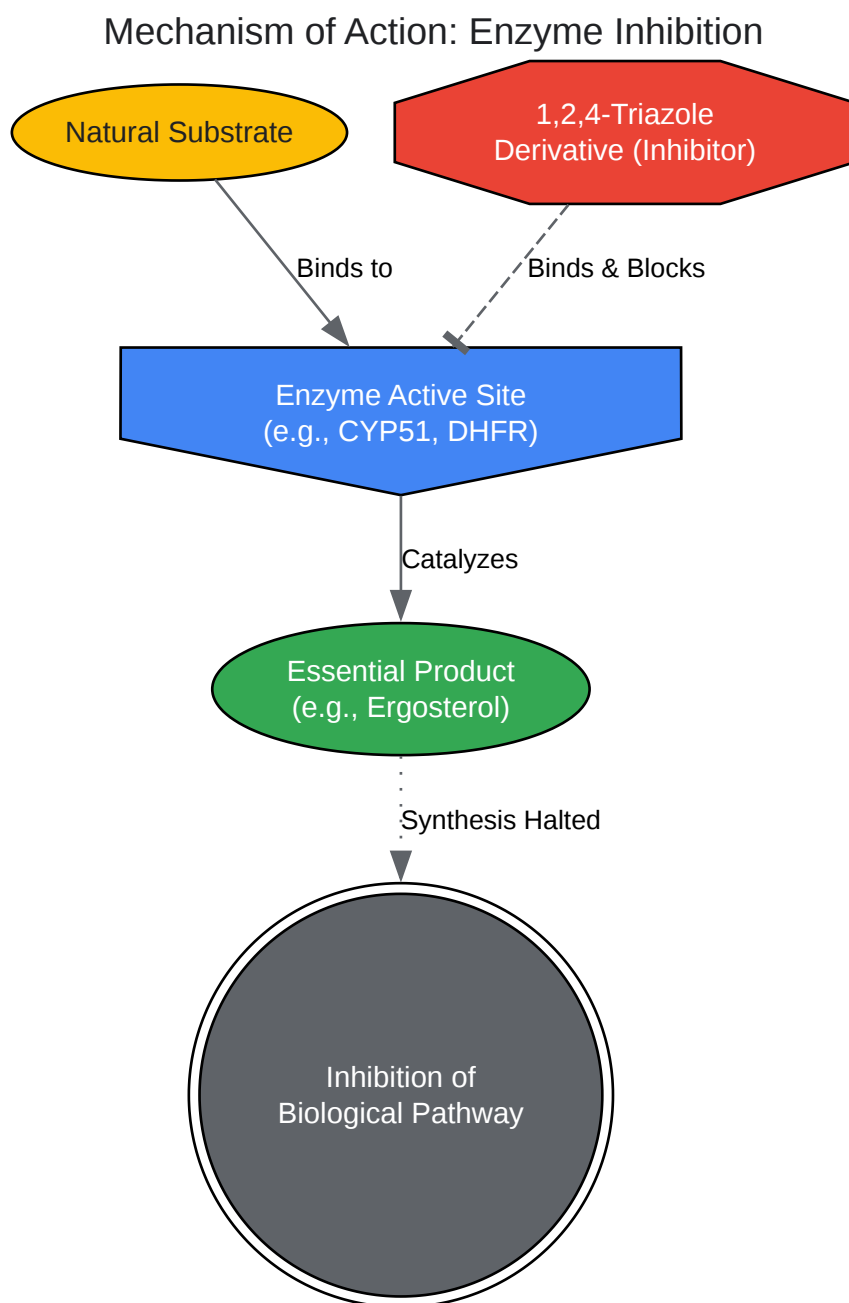 Mechanism of Action: Enzyme Inhibition
Natural Substrate
1,2,4-Triazole
Derivative (Inhibitor)
Binds to
Binds & Blocks
Enzyme Active Site
(e.g., CYP51, DHFR)
Catalyzes
Essential Product
(e.g., Ergosterol)
Synthesis Halted
Inhibition of
Biological Pathway